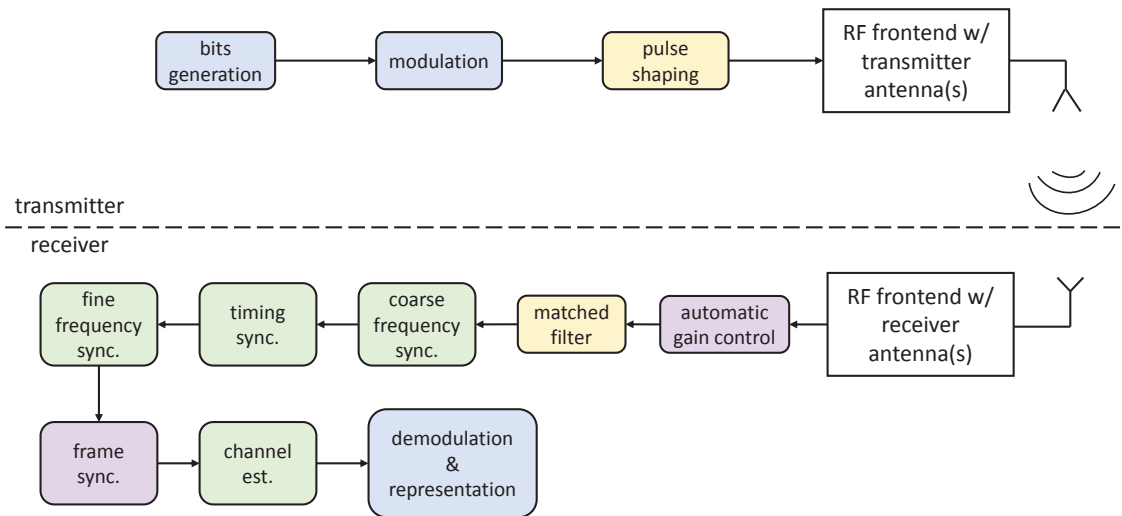 bits
generation
modulation
pulse
shaping
RF frontend w/
transmitter
antenna(s)
transmitter
receiver
fine
frequency
sync.
timing
sync.
coarse
frequency
sync.
matched
filter
automatic
gain control
RF frontend w/
receiver
antenna(s)
frame
sync.
channel
est.
demodulation
&
representation